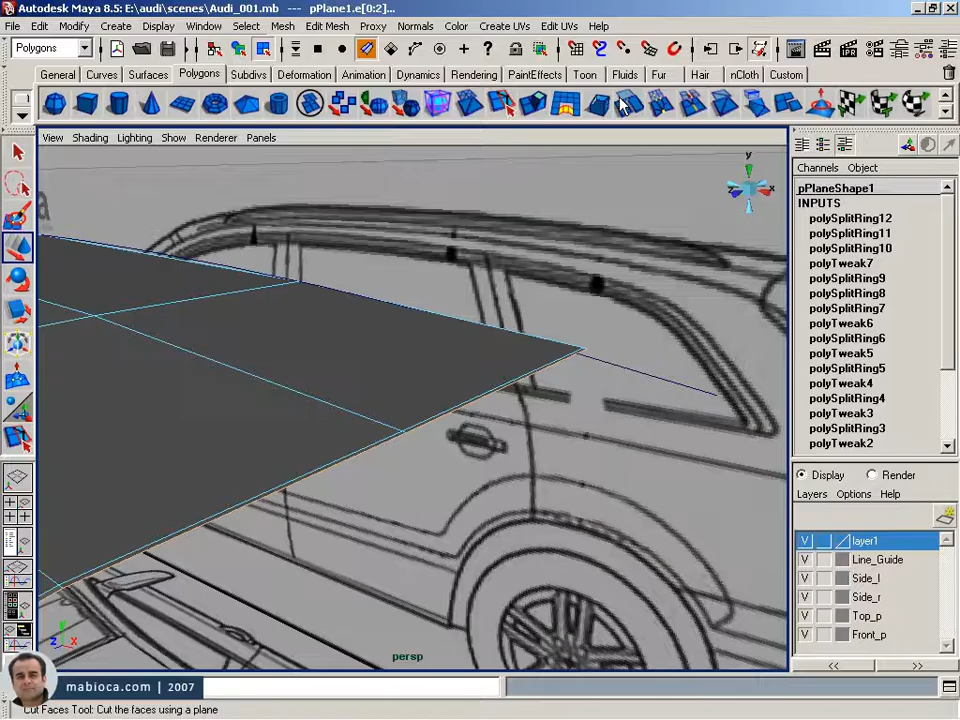 Autodesk Maya 8.5: E:\audi\scenes\Audi_001.mb --- pPlane1.e[0:2]...
File Edit Modify Create Display Window Select Mesh Edit Mesh Proxy Normals Color Create UVs Edit UVs Help
Polygons
General Curves Surfaces Polygons Subdivs Deformation Animation Dynamics Rendering PaintEffects Toon Fluids Fur Hair nCloth Custom
View Shading Lighting Show Renderer Panels
Channels Object
pPlaneShape1
INPUTS
polySplitRing12
polySplitRing11
polySplitRing10
polyTweak7
polySplitRing9
polySplitRing8
polySplitRing7
polyTweak6
polySplitRing6
polyTweak5
polySplitRing5
polyTweak4
polySplitRing4
polyTweak3
polySplitRing3
polyTweak2
Display Render
Layers Options Help
V layer1
V Line_Guide
V Side_l
V Side_r
V Top_p
V Front_p
y
x
z
y
z x
persp
<< >>
mabioca.com | 2007
Cut Faces Tool: Cut the faces using a plane